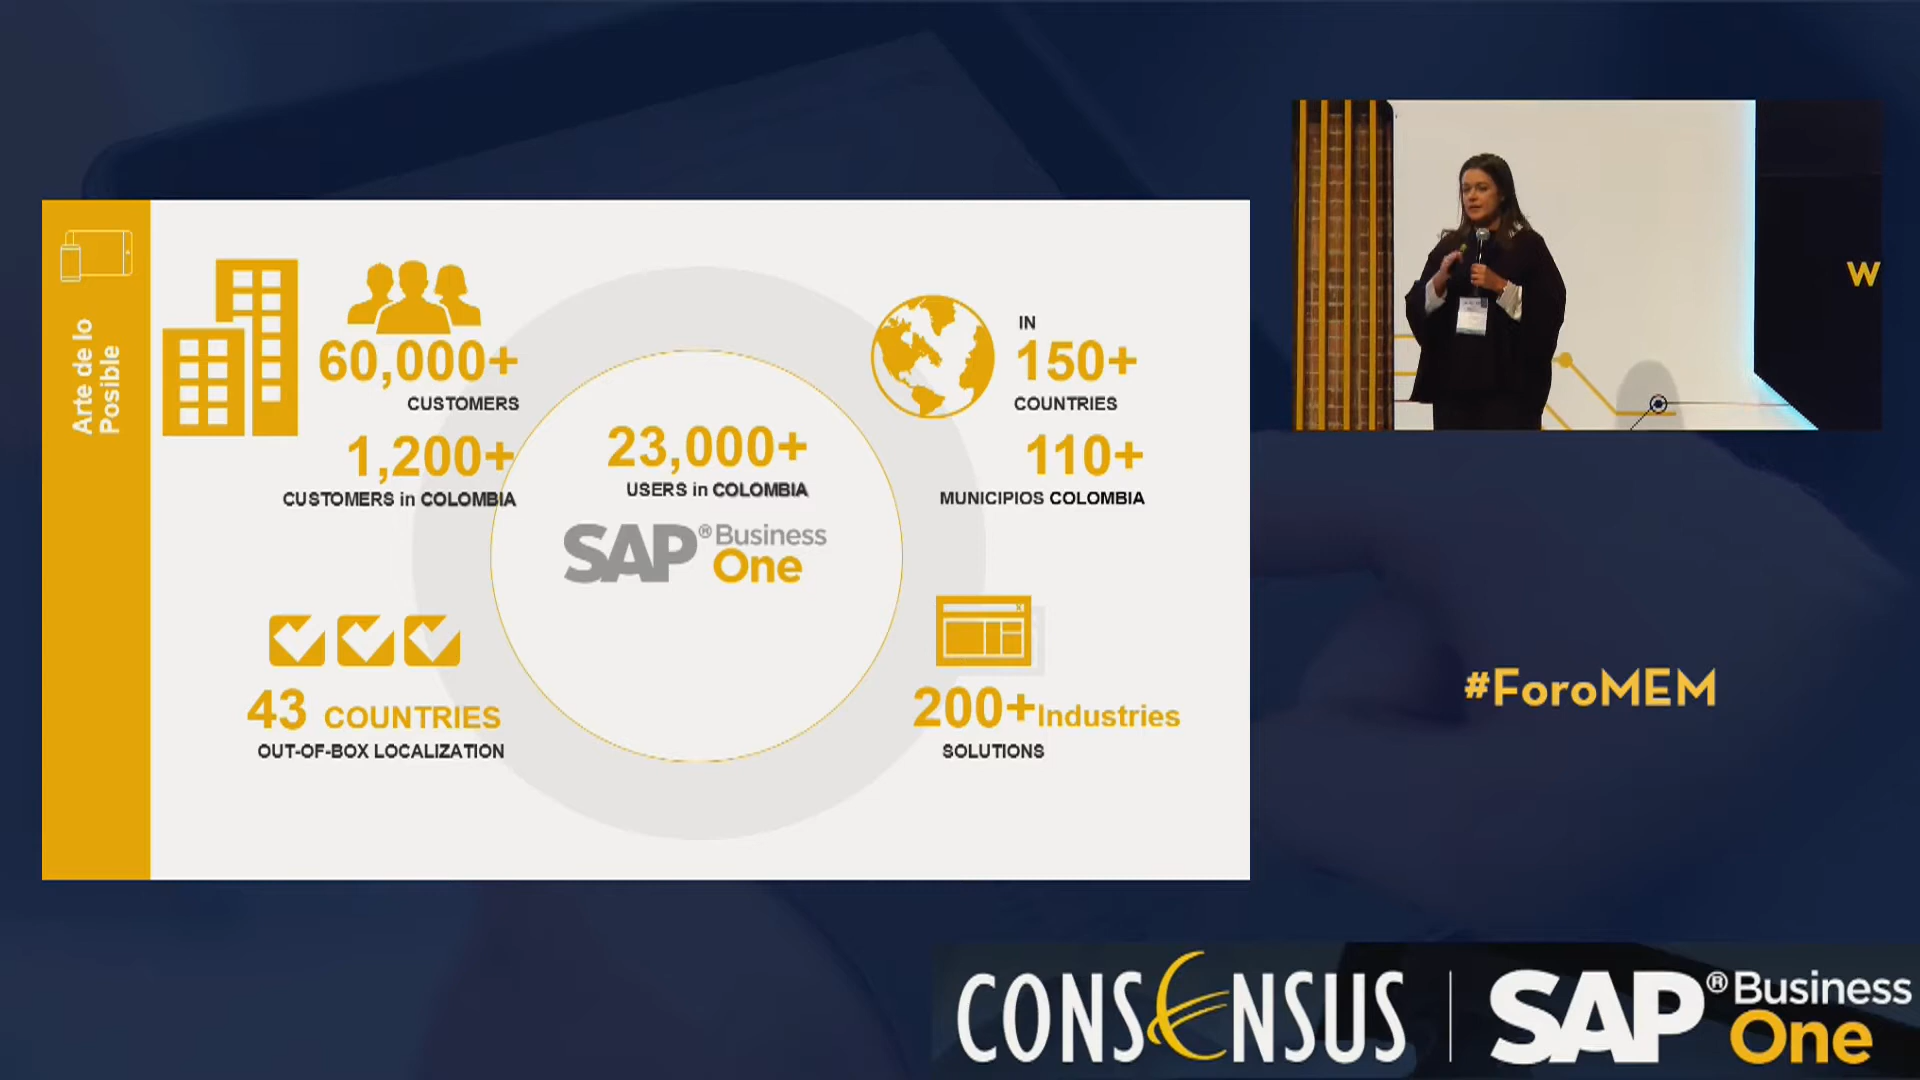 Arte de lo
Posible
60,000+
CUSTOMERS
1,200+
CUSTOMERS in COLOMBIA
23,000+
USERS in COLOMBIA
SAP® Business
One
IN
150+
COUNTRIES
110+
MUNICIPIOS COLOMBIA
43 COUNTRIES
OUT-OF-BOX LOCALIZATION
200+Industries
SOLUTIONS
W
#ForoMEM
CONSENSUS
SAP® Business
One